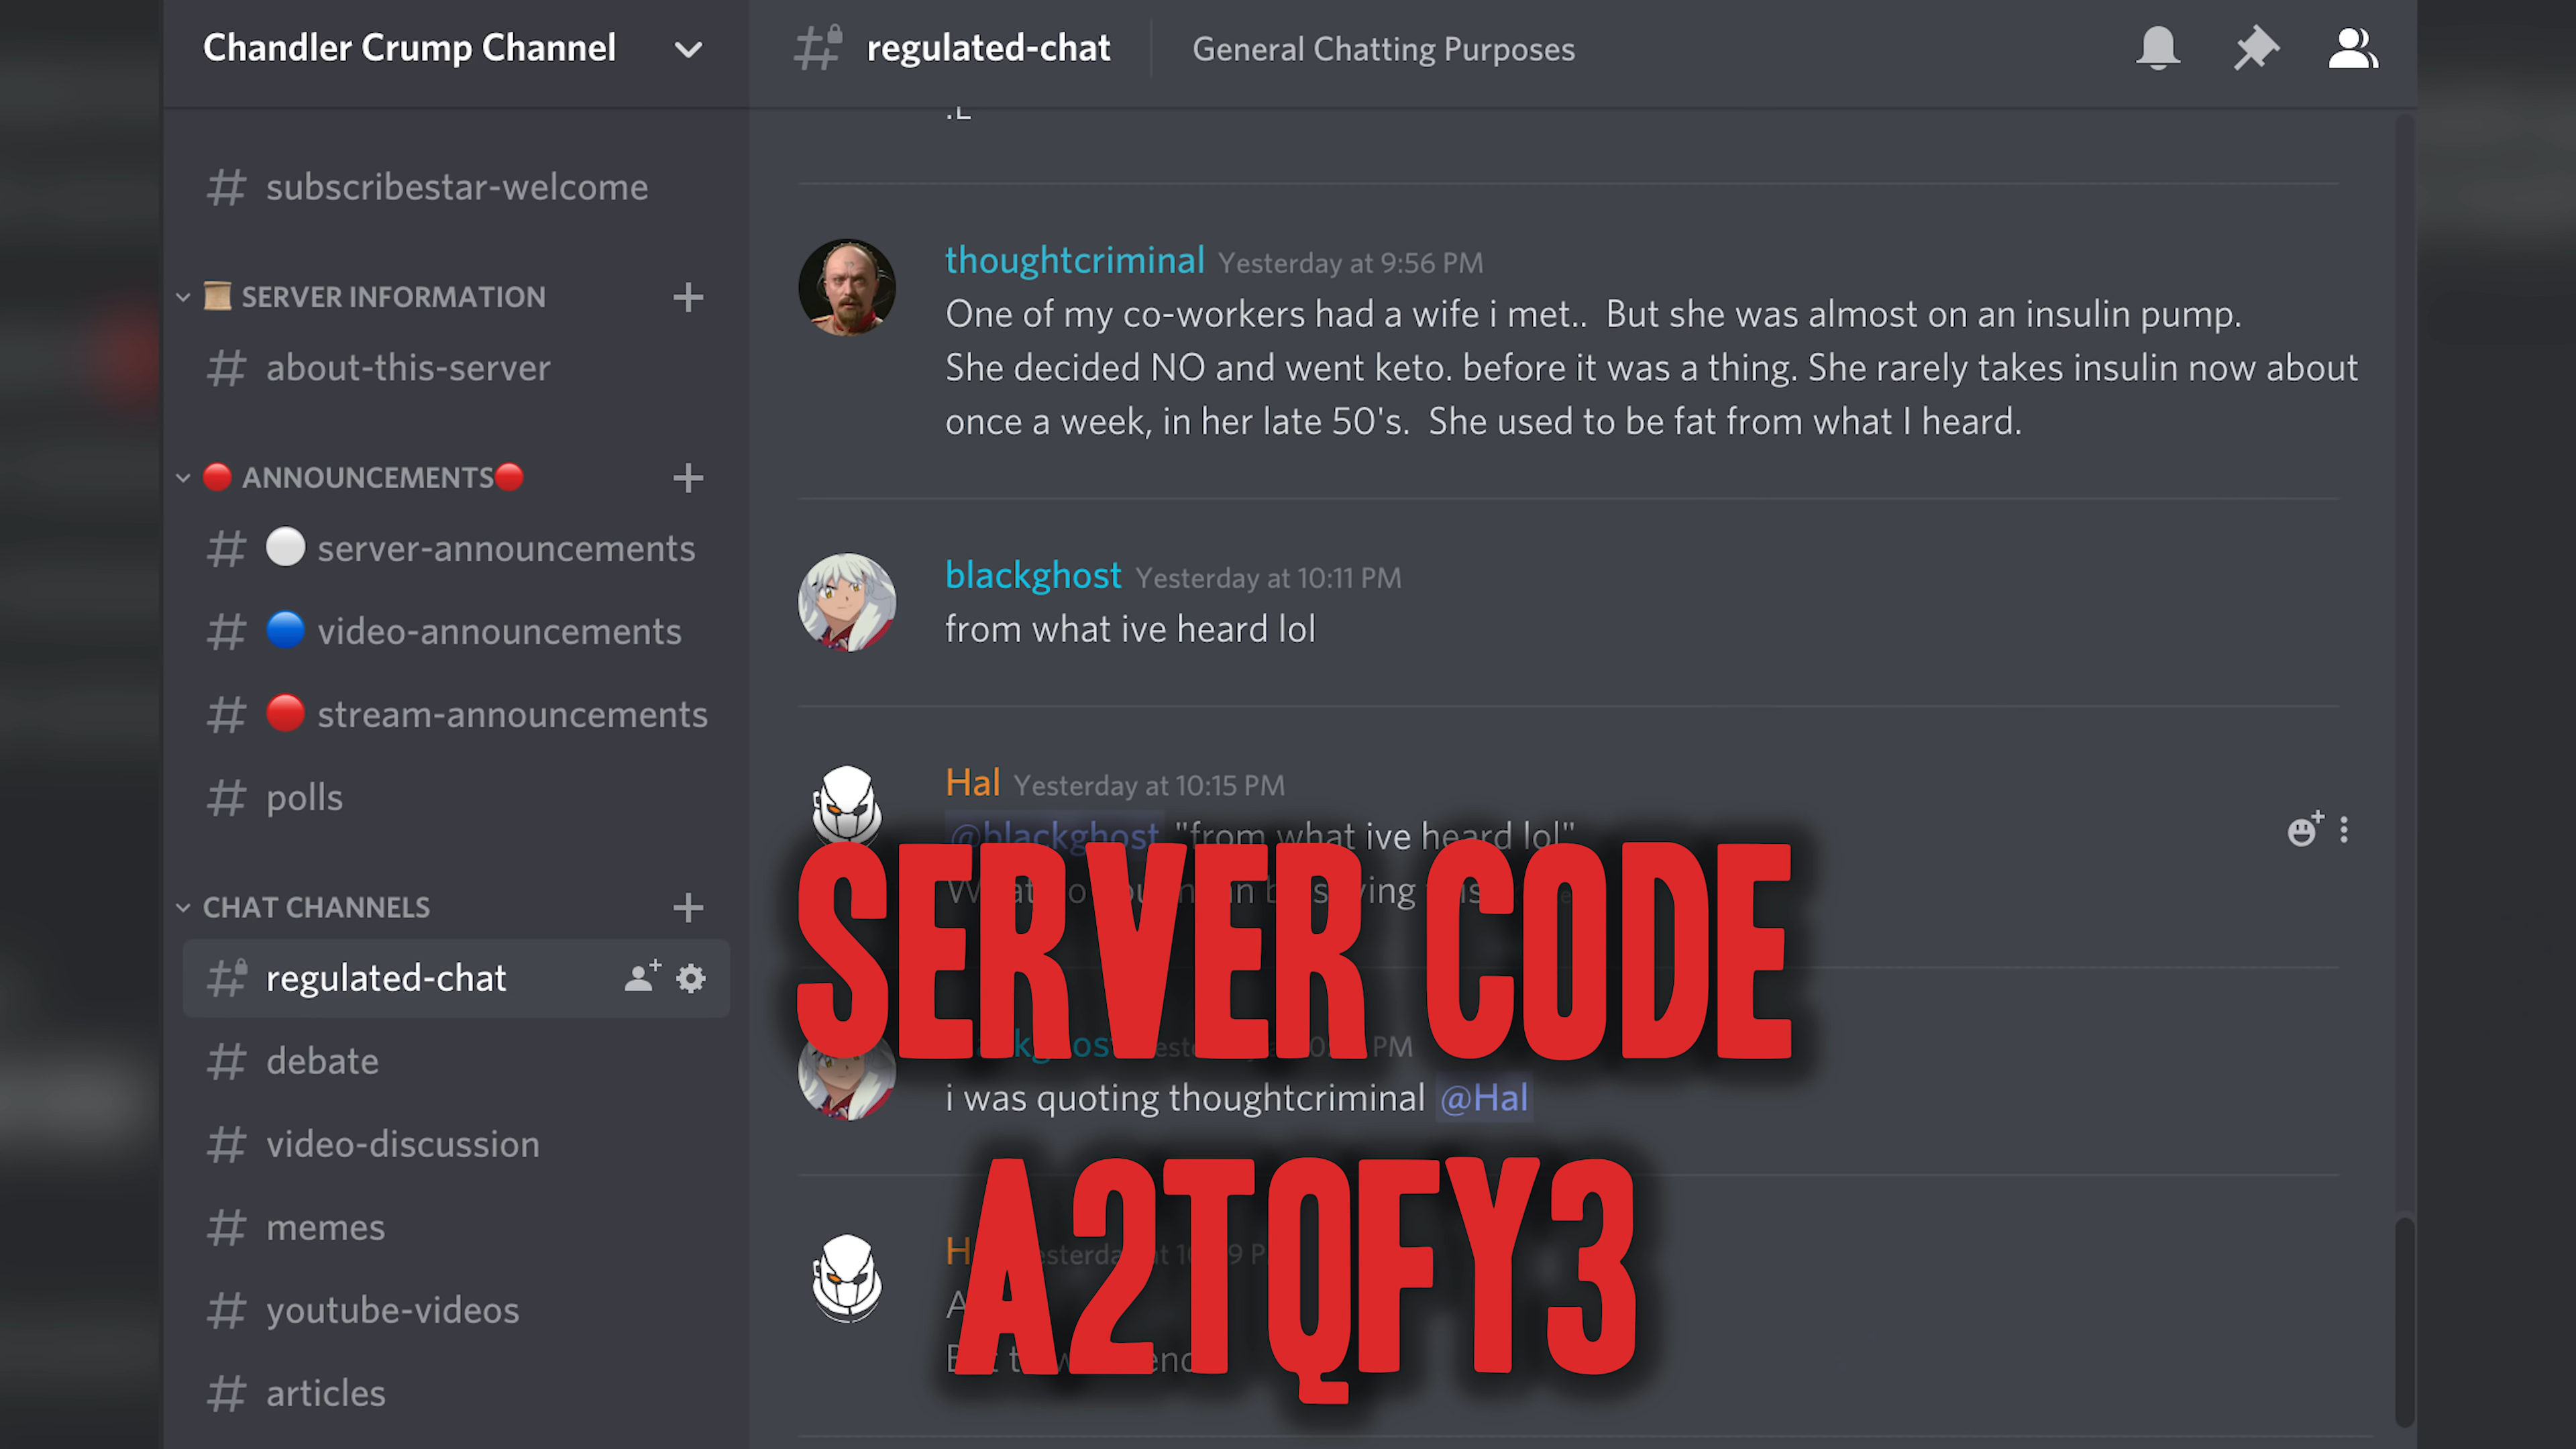 Chandler Crump Channel
subscribestar-welcome
SERVER INFORMATION
about-this-server
ANNOUNCEMENTS
server-announcements
video-announcements
stream-announcements
polls
CHAT CHANNELS
regulated-chat
debate
video-discussion
memes
youtube-videos
articles
regulated-chat General Chatting Purposes
thoughtcriminal Yesterday at 9:56 PM
One of my co-workers had a wife i met.. But she was almost on an insulin pump.
She decided NO and went keto. before it was a thing. She rarely takes insulin now about
once a week, in her late 50's. She used to be fat from what I heard.
blackghost Yesterday at 10:11 PM
from what ive heard lol
Hal Yesterday at 10:15 PM
@blackghost "from what ive heard lol"
SERVER CODE
PM
i was quoting thoughtcriminal @Hal
A2TQFY3